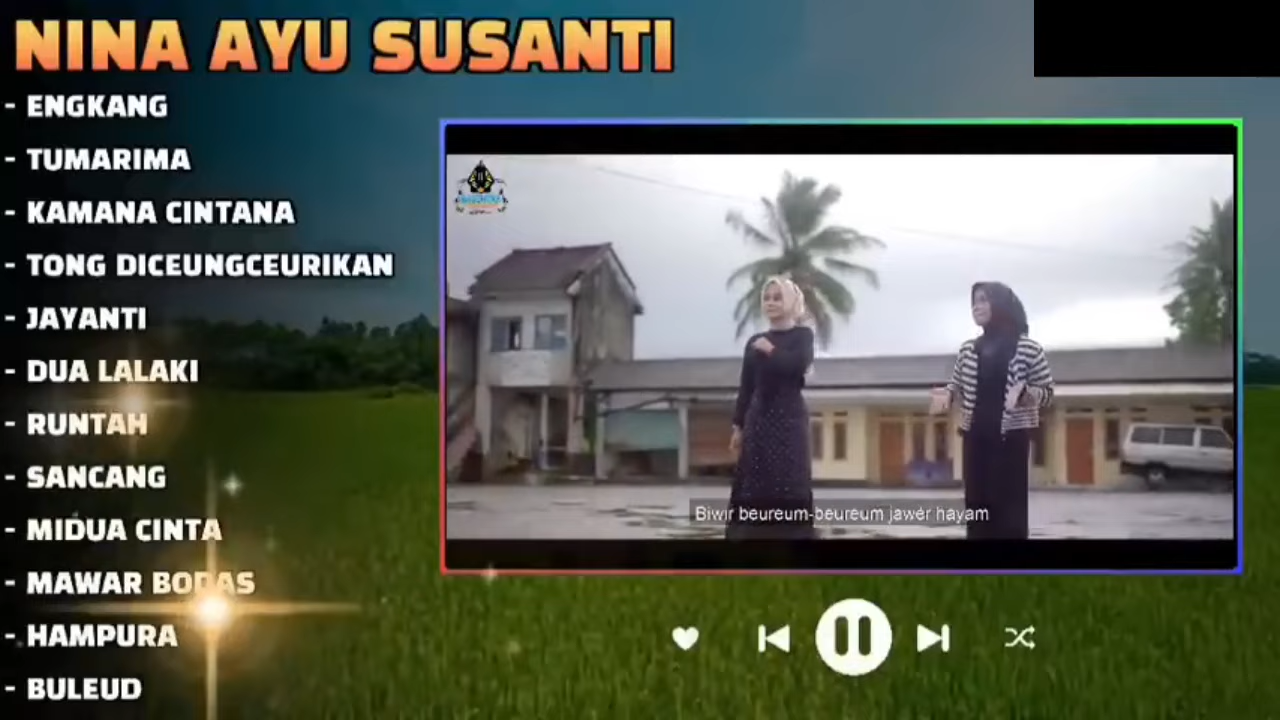 NINA AYU SUSANTI
- ENGKANG
- TUMARIMA
- KAMANA CINTANA
- TONG DICEUNGCEURIKAN
- JAYANTI
- DUA LALAKI
- RUNTAH
- SANCANG
- MIDUA CINTA
- MAWAR BODAS
- HAMPURA
- BULEUD
Biwir beureum-beureum jawer hayam